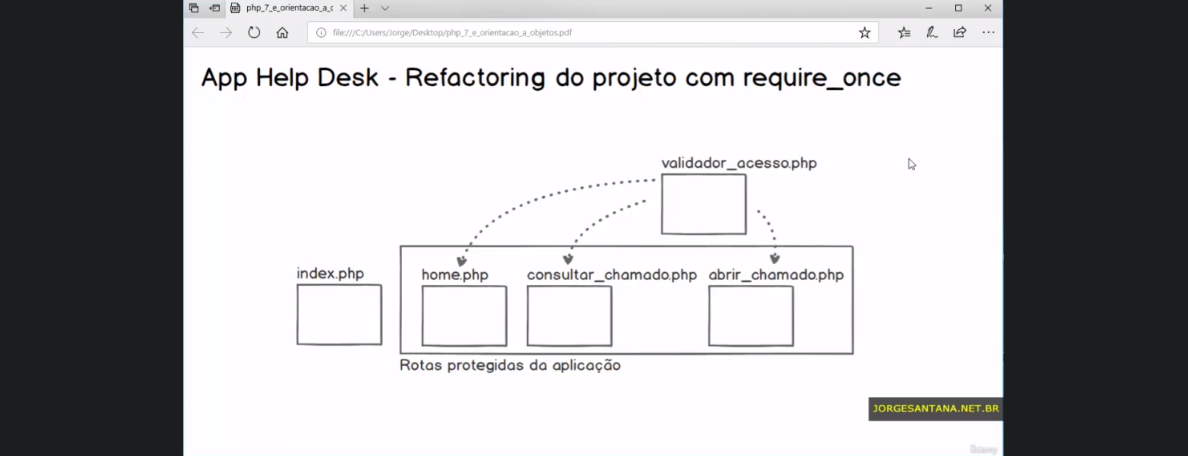 php_7_e_orientacao_a_c
file:///C:/Users/Jorge/Desktop/php_7_e_orientacao_a_objetos.pdf
App Help Desk - Refactoring do projeto com require_once
validador_acesso.php
index.php
home.php
consultar_chamado.php
abrir_chamado.php
Rotas protegidas da aplicação
JORGESANTANA.NET.BR
Udemy